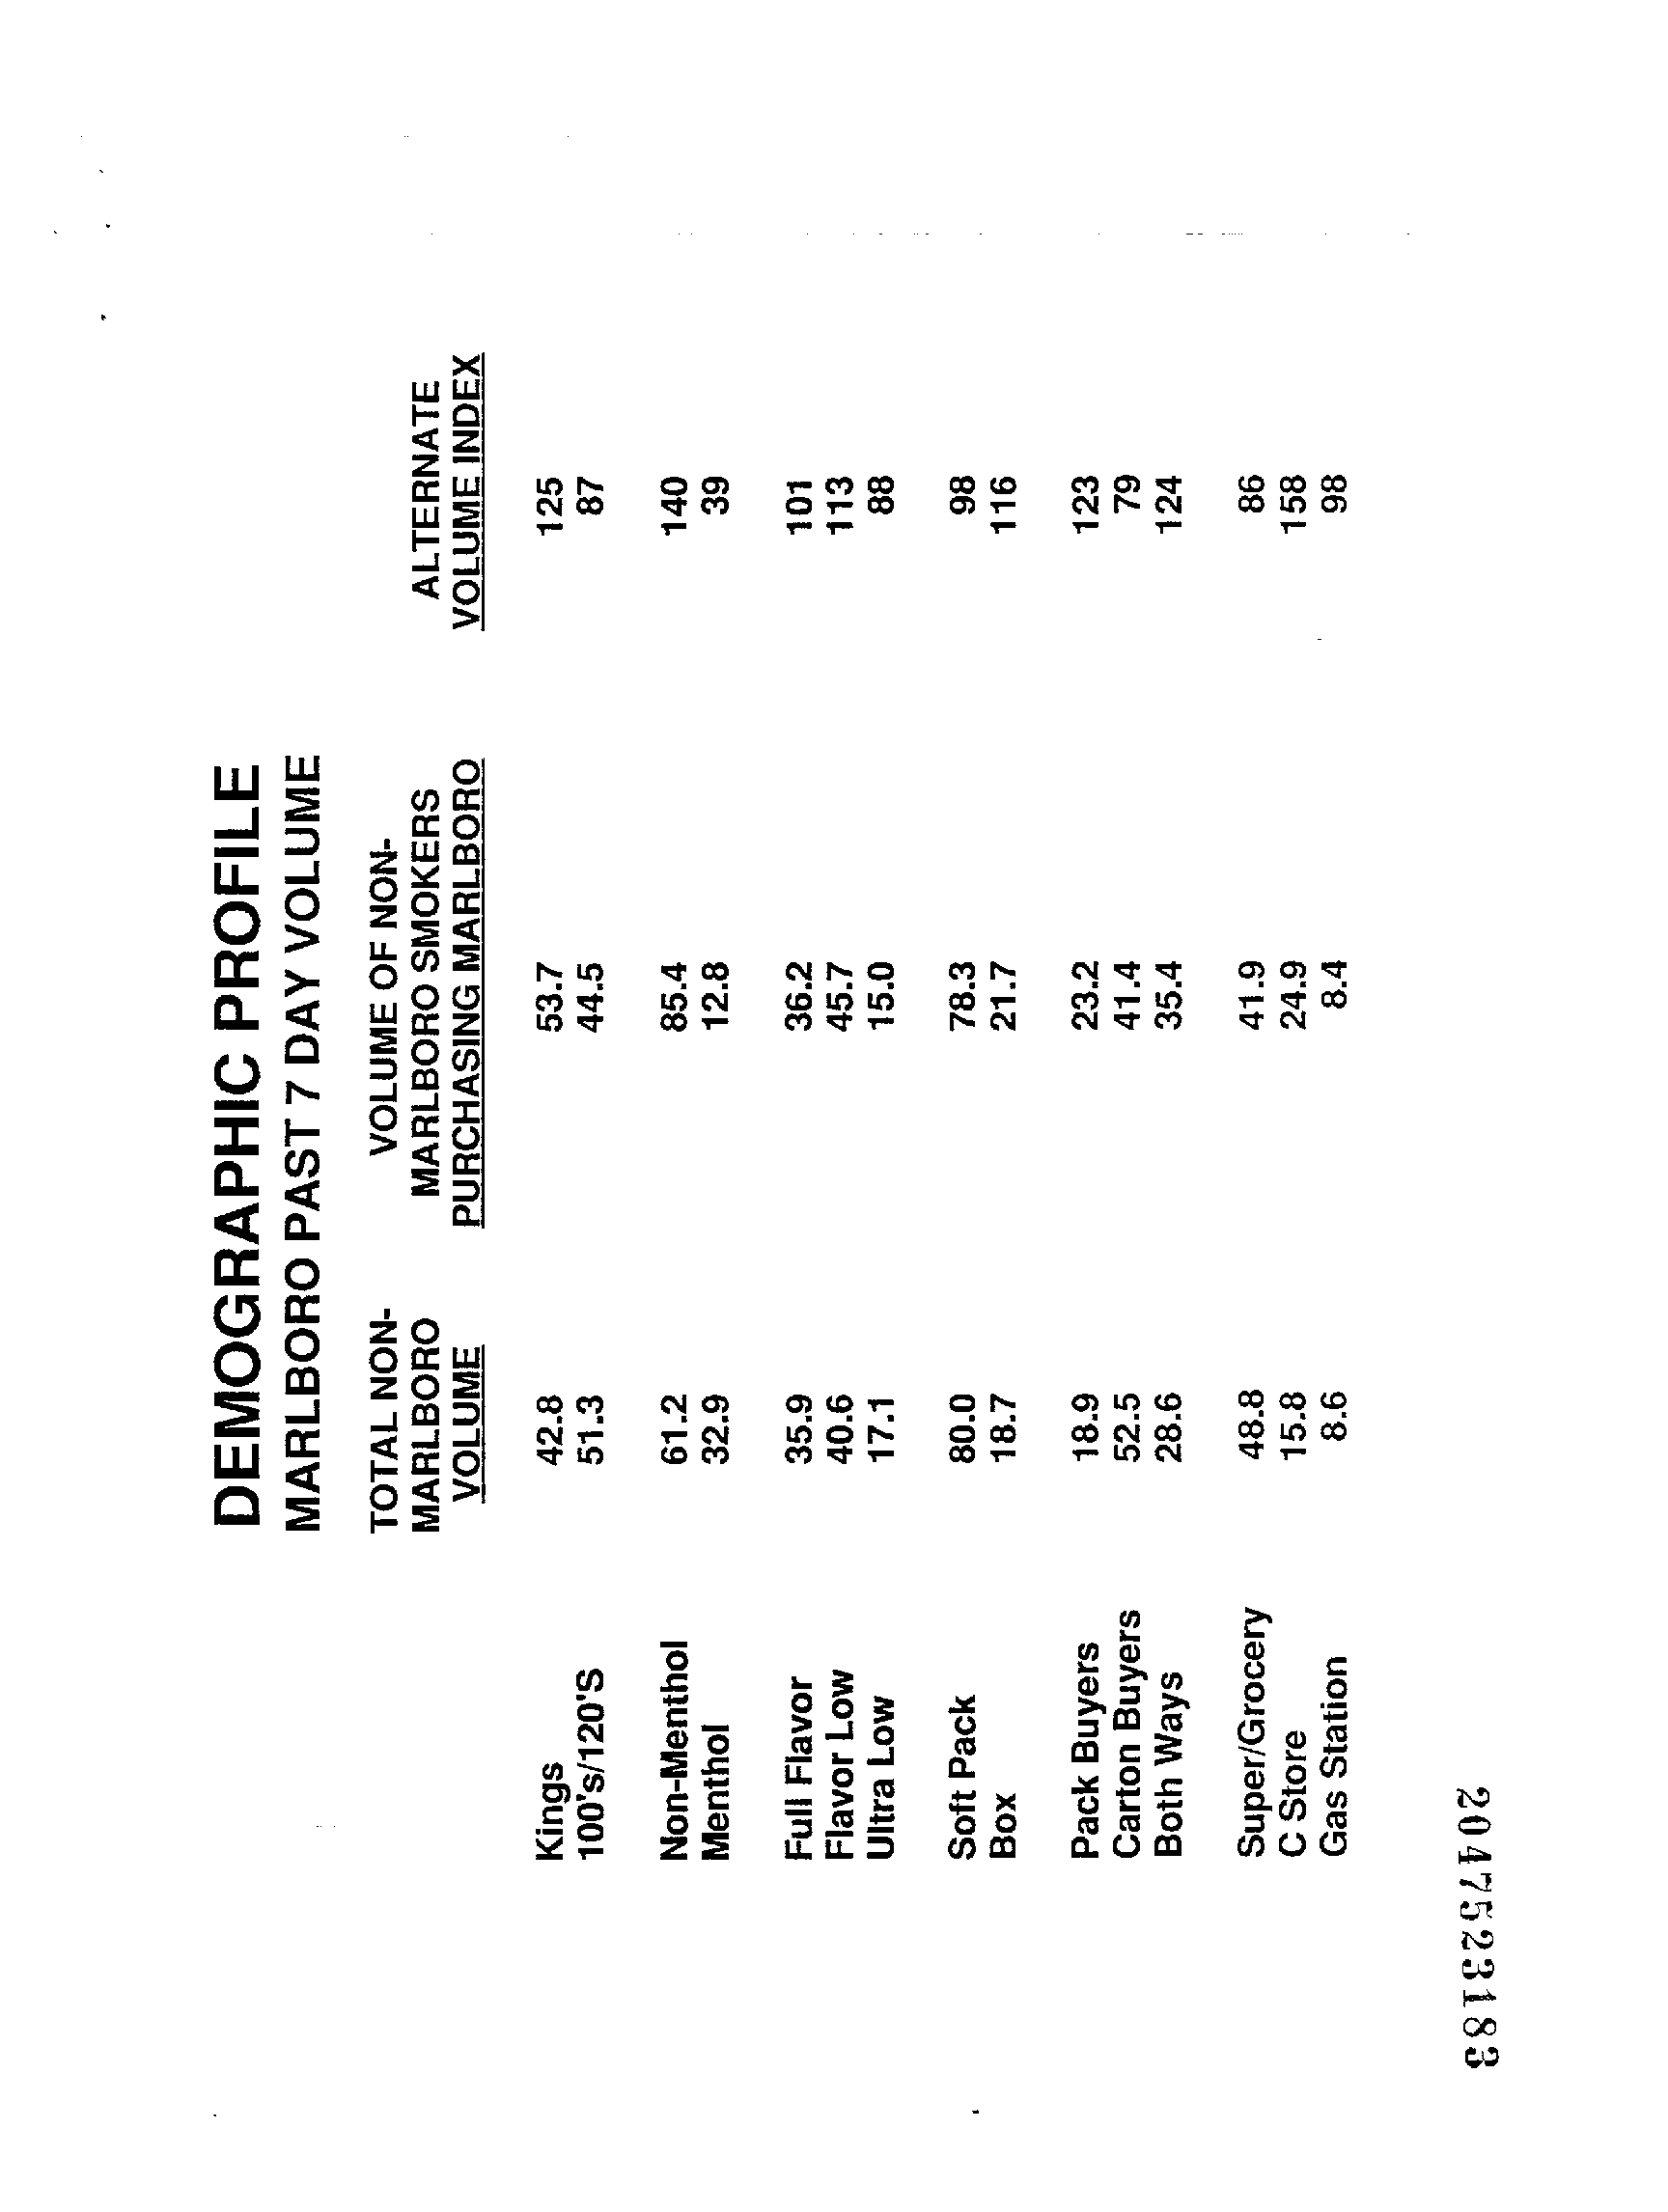 DEMOGRAPHIC PROFILE
MARLBORO PAST 7 DAY VOLUME
TOTAL NON- VOLUME OF NON-
MARLBORO MARLBORO SMOKERS ALTERNATE
VOLUME PURCHASING MARLBORO VOLUME INDEX
Kings 42.8 53.7 125
100's/120'S 51.3 44.5 87
Non-Menthol 61.2 85.4 140
Menthol 32.9 12.8 39
Full Flavor 35.9 36.2 101
Flavor Low 40.6 45.7 113
Ultra Low 17.1 15.0 88
Soft Pack 80.0 78.3 98
Box 18.7 21.7 116
Pack Buyers 18.9 23.2 123
Carton Buyers 52.5 41.4 79
Both Ways 28.6 35.4 124
Super/Grocery 48.8 41.9 86
C Store 15.8 24.9 158
Gas Station 8.6 8.4 98
2047523183